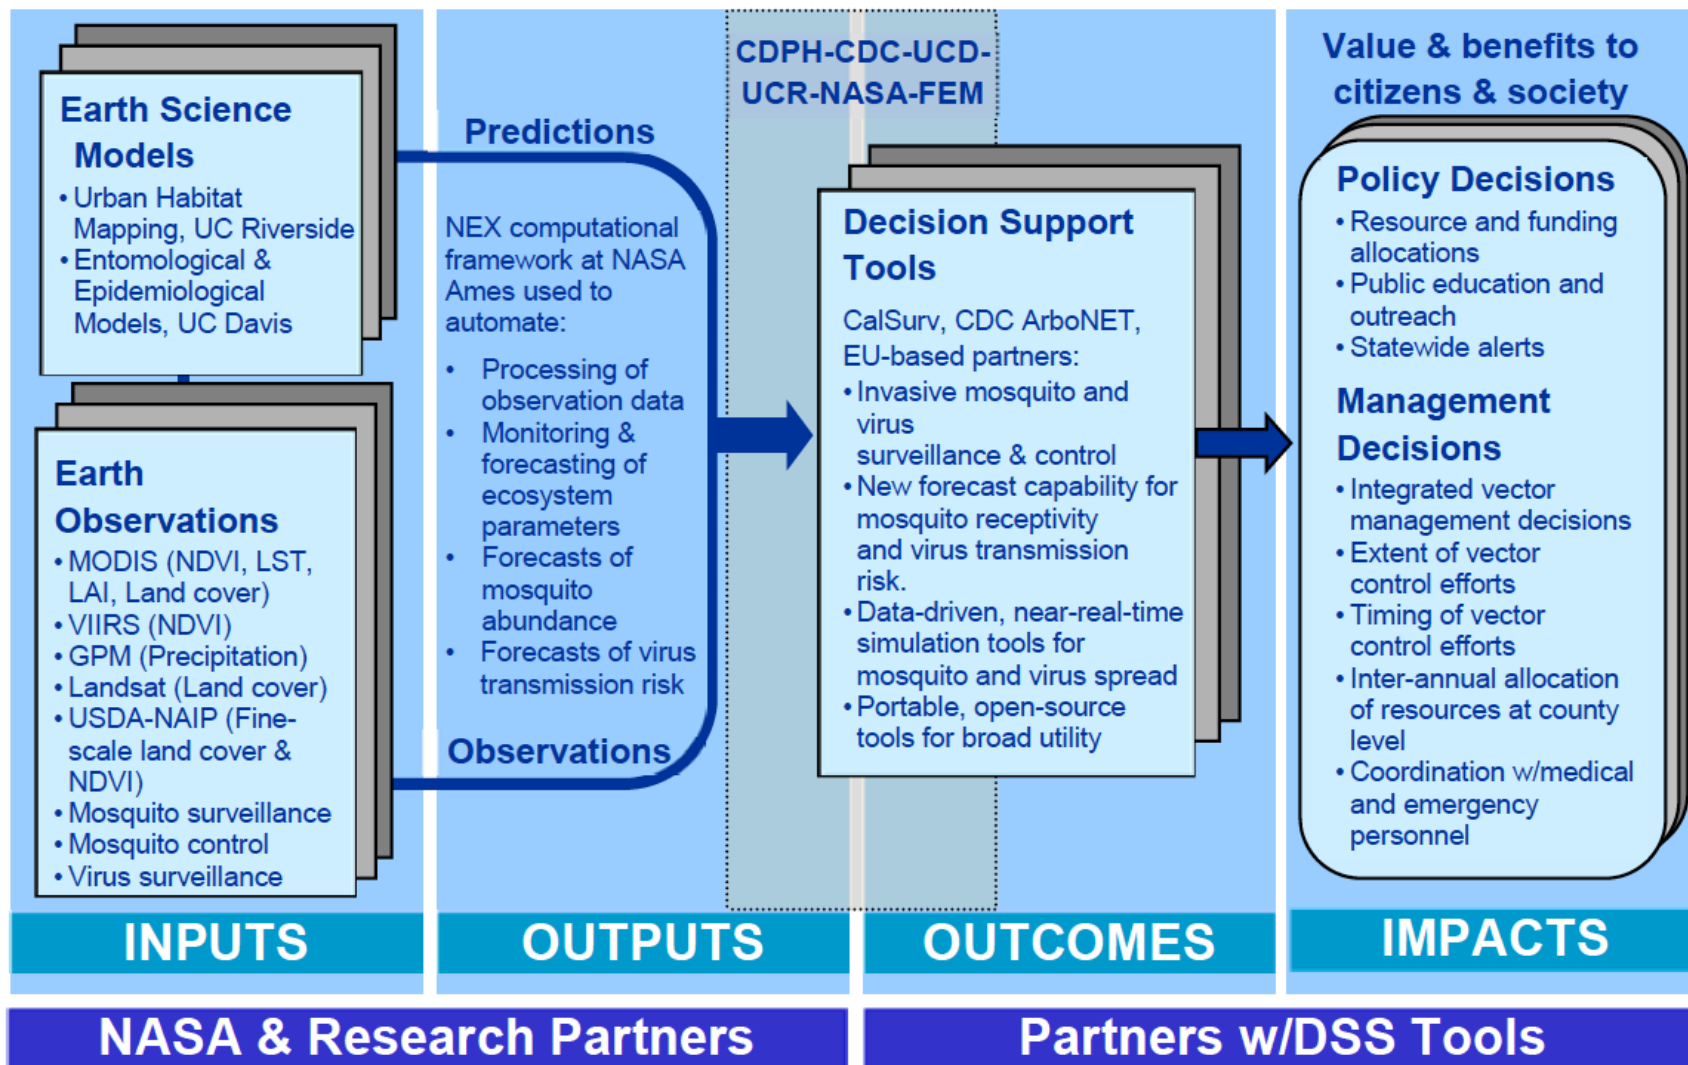 Earth Science
Models
• Urban Habitat
Mapping, UC Riverside
• Entomological &
Epidemiological
Models, UC Davis
Earth
Observations
• MODIS (NDVI, LST,
LAI, Land cover)
• VIIRS (NDVI)
• GPM (Precipitation)
• Landsat (Land cover)
• USDA-NAIP (Fine-
scale land cover &
NDVI)
• Mosquito surveillance
• Mosquito control
• Virus surveillance
INPUTS
Predictions
NEX computational
framework at NASA
Ames used to
automate:
• Processing of
observation data
• Monitoring &
forecasting of
ecosystem
parameters
• Forecasts of
mosquito
abundance
• Forecasts of virus
transmission risk
Observations
OUTPUTS
CDPH-CDC-UCD-
UCR-NASA-FEM
Decision Support
Tools
CalSurv, CDC ArboNET,
EU-based partners:
• Invasive mosquito and
virus
surveillance & control
• New forecast capability for
mosquito receptivity
and virus transmission
risk.
• Data-driven, near-real-time
simulation tools for
mosquito and virus spread
• Portable, open-source
tools for broad utility
OUTCOMES
Value & benefits to
citizens & society
Policy Decisions
• Resource and funding
allocations
• Public education and
outreach
• Statewide alerts
Management
Decisions
• Integrated vector
management decisions
• Extent of vector
control efforts
• Timing of vector
control efforts
• Inter-annual allocation
of resources at county
level
• Coordination w/medical
and emergency
personnel
IMPACTS
NASA & Research Partners
Partners w/DSS Tools